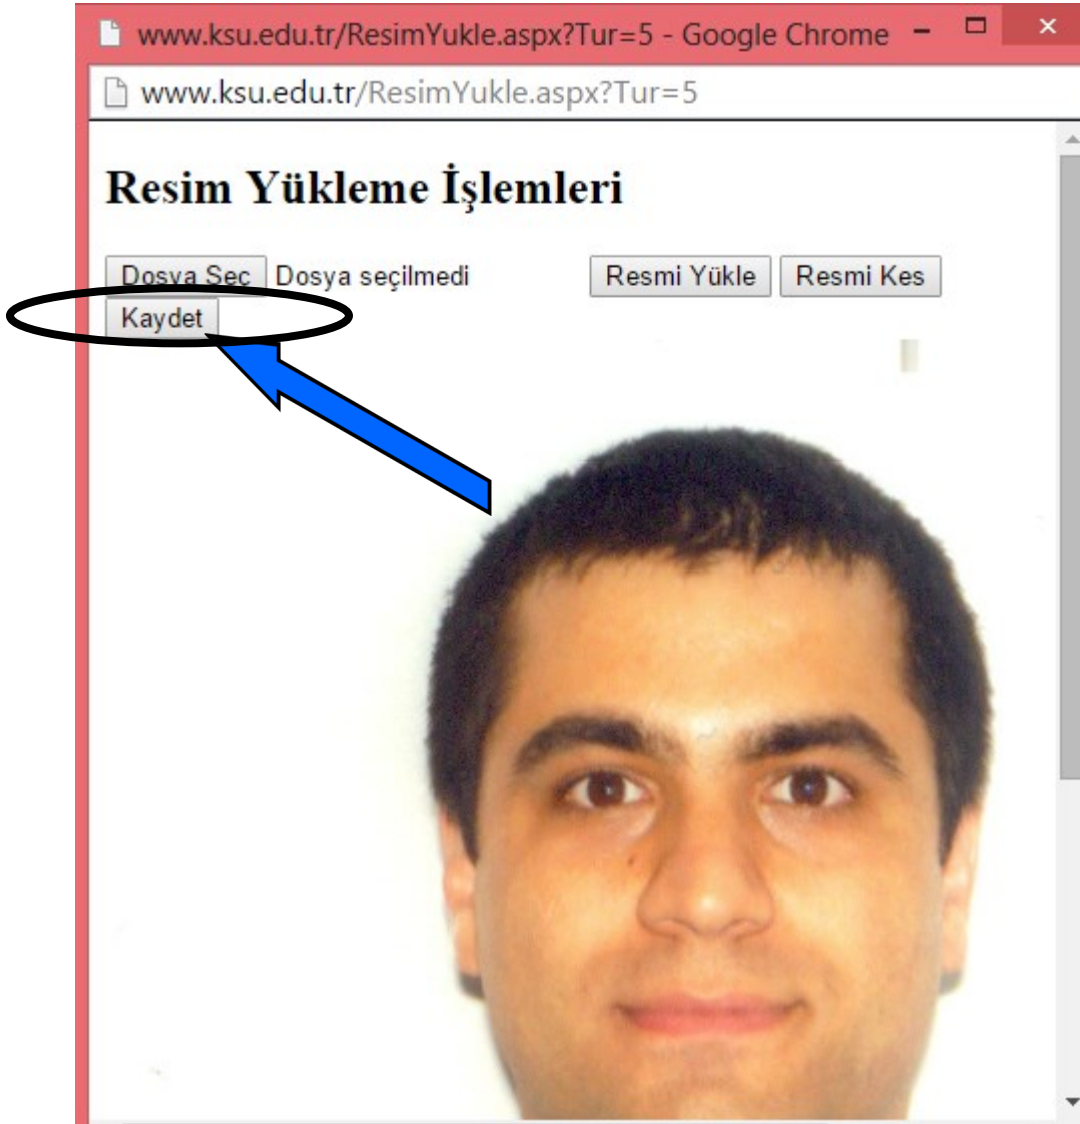 www.ksu.edu.tr/ResimYukle.aspx?Tur=5 - Google Chrome
www.ksu.edu.tr/ResimYukle.aspx?Tur=5
Resim Yükleme İşlemleri
Dosya Seç Dosya seçilmedi Resmi Yükle Resmi Kes
Kaydet